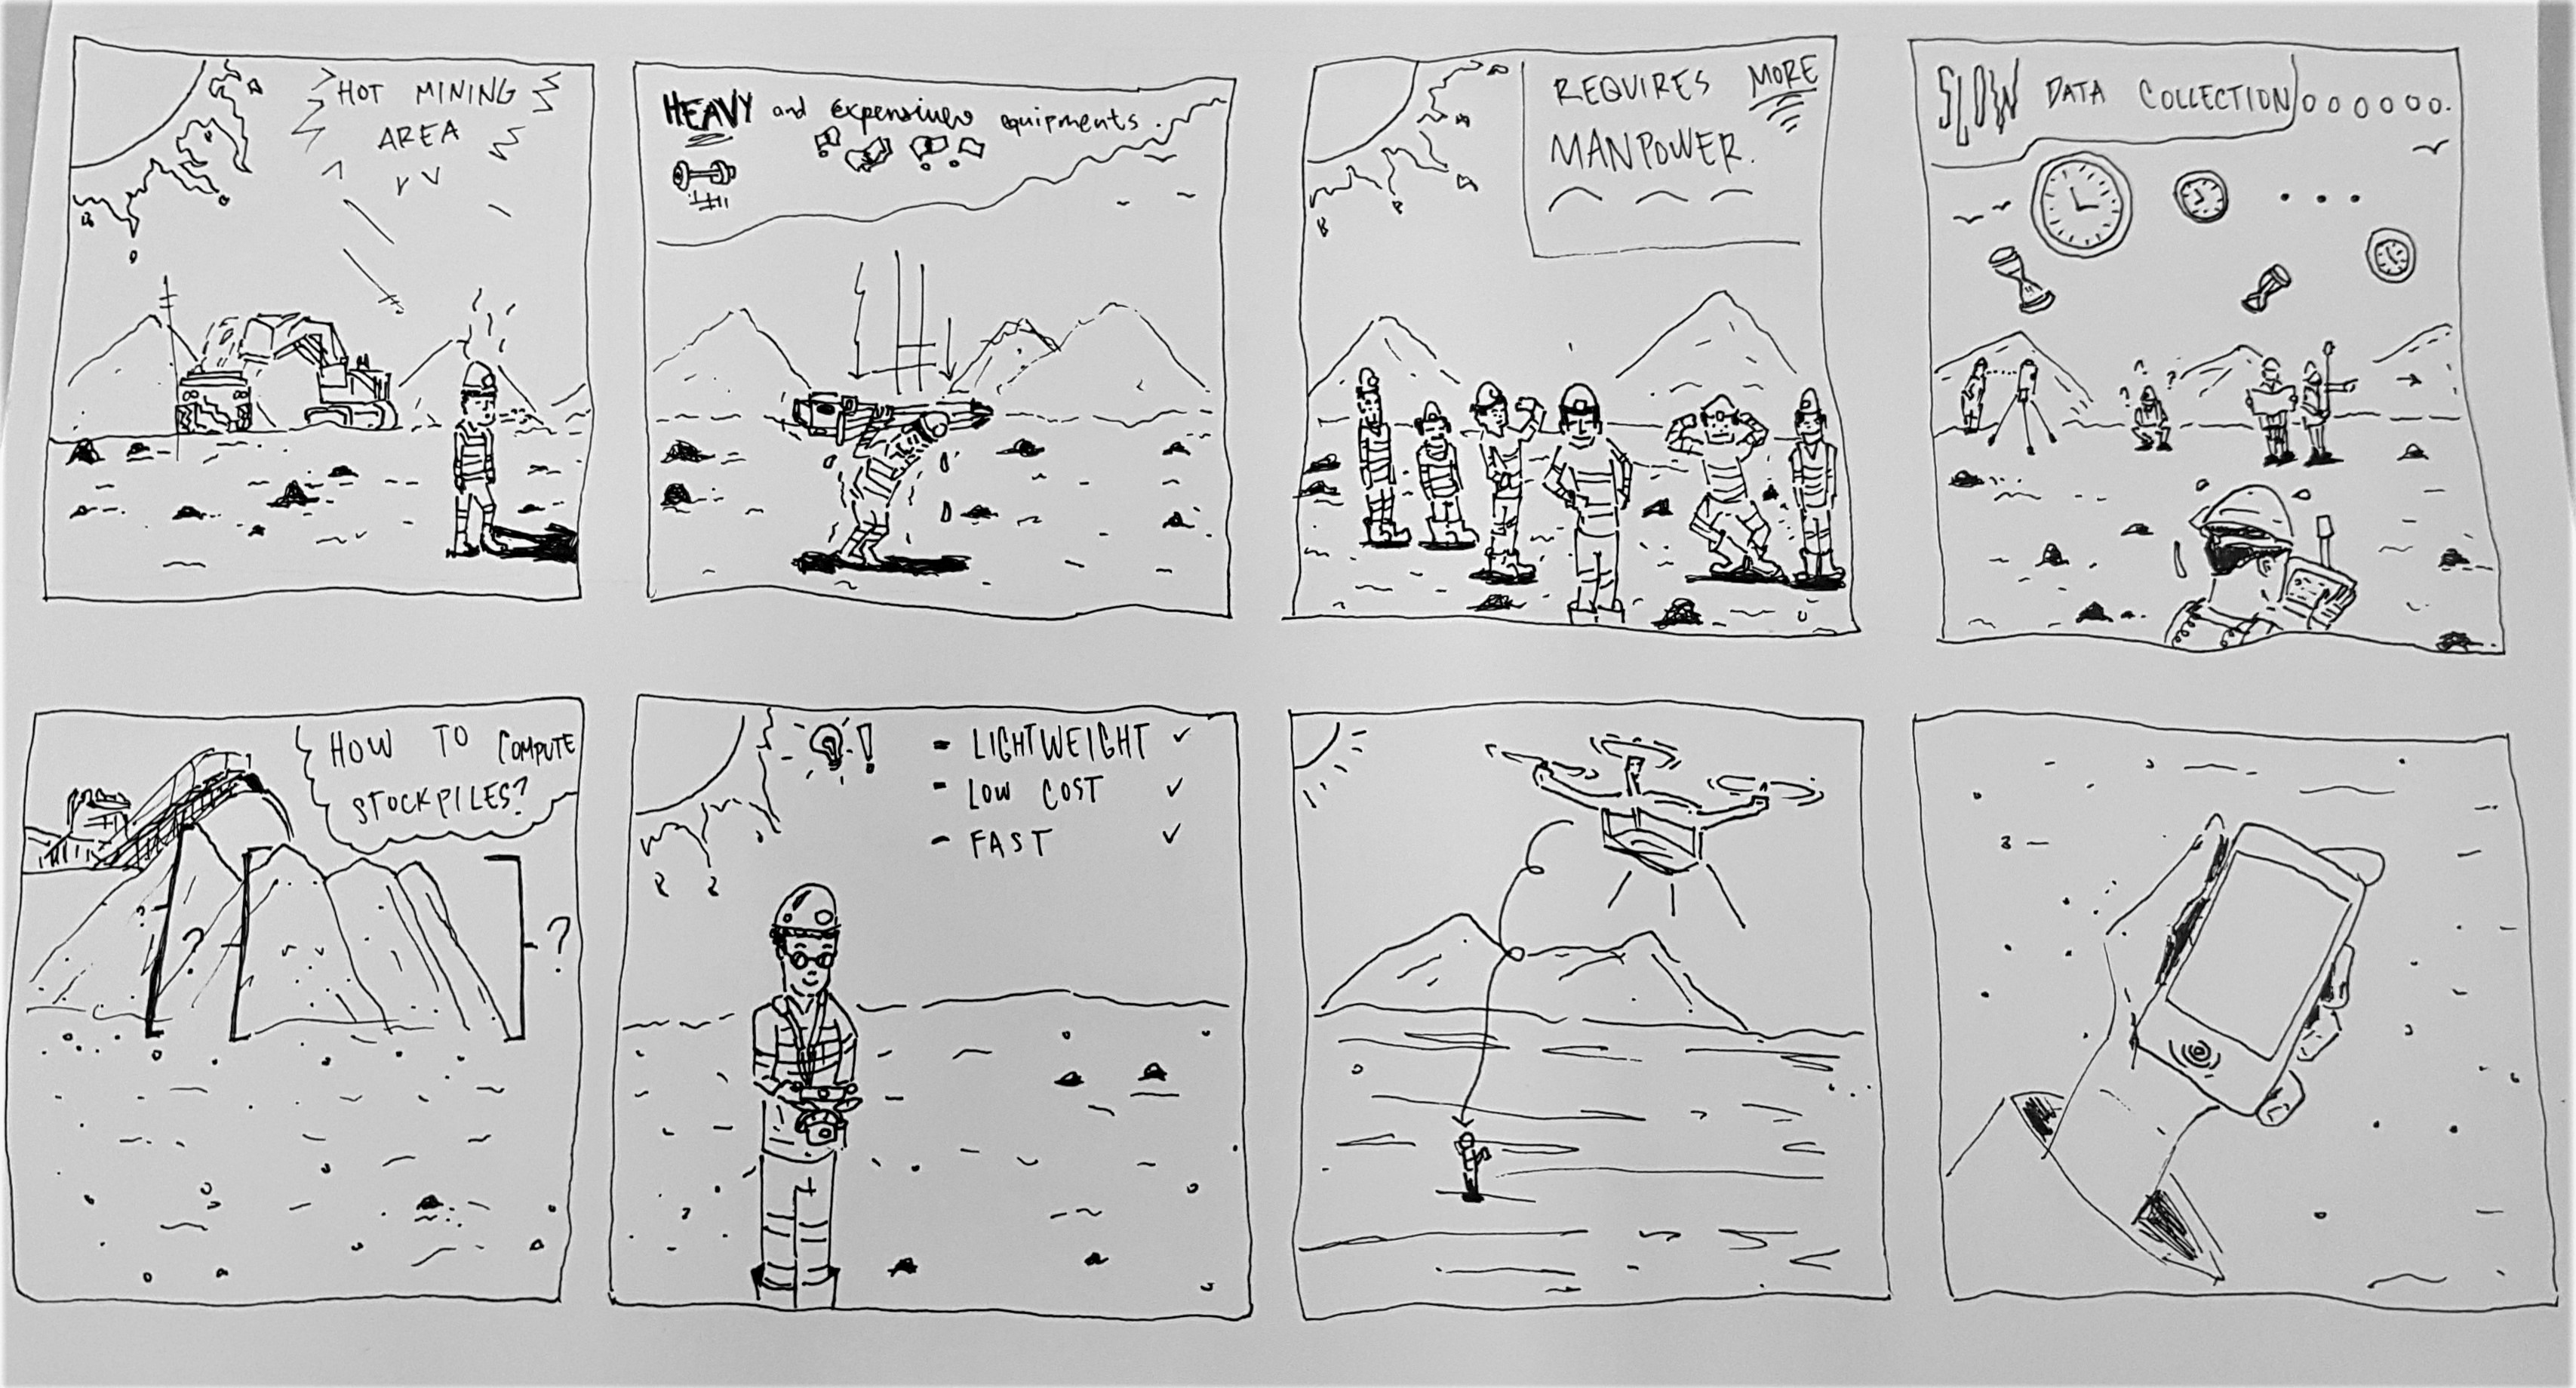 HOT MINING
AREA
HEAVY and expensive equipments.
REQUIRES MORE
MANPOWER.
SLOW DATA COLLECTION
HOW TO COMPUTE
STOCKPILES?
? ?
- LIGHTWEIGHT ✓
- LOW COST ✓
- FAST ✓